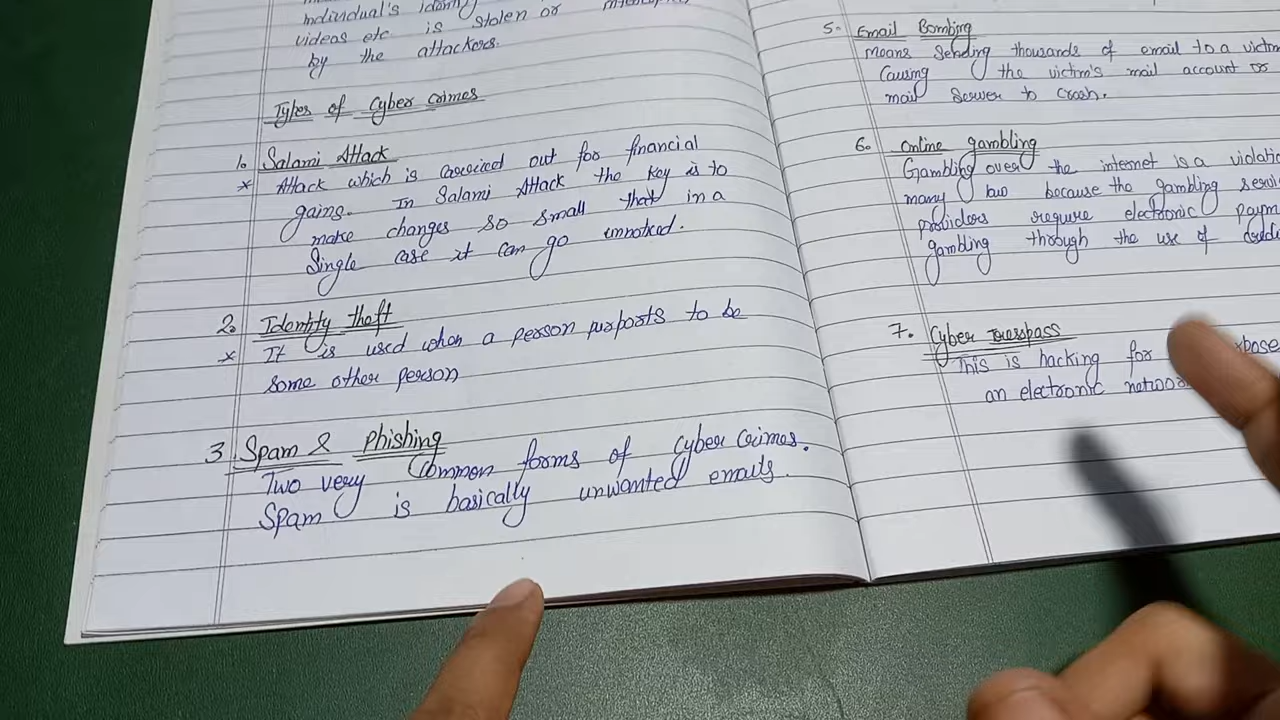 Individual's
videos etc is stolen or
by the attackers.
Types of Cyber Crimes
1. Salami Attack
* Attack which is carried out for financial
gains. In Salami Attack the key is to
make changes so small that in a
Single case it can go unnoticed.
2. Identity theft
* It is used when a person purports to be
some other person
3 Spam & Phishing
Two very Common forms of Cyber Crimes.
Spam is basically unwanted emails.
5. Email Bombing
means Sending thousands of email to a victim
Causing the victim's mail account or
mail Server to Crash.
6. Online gambling
Gambling over the internet is a violatio
many law because the gambling
providers require electronic paym
gambling through the use of
7. Cyber trespass
This is hacking for
an electronic